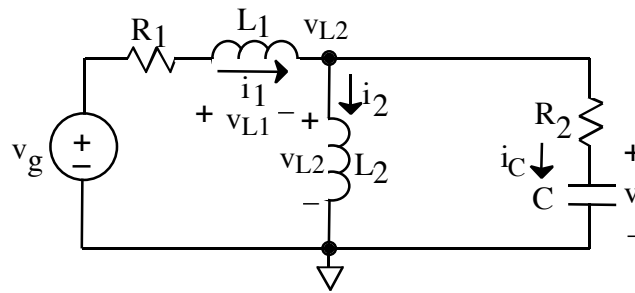 L1 vL2
R1
i1 i2
+ vL1 − +
R2
vg + −
vL2 L2
iC +
C v
− −